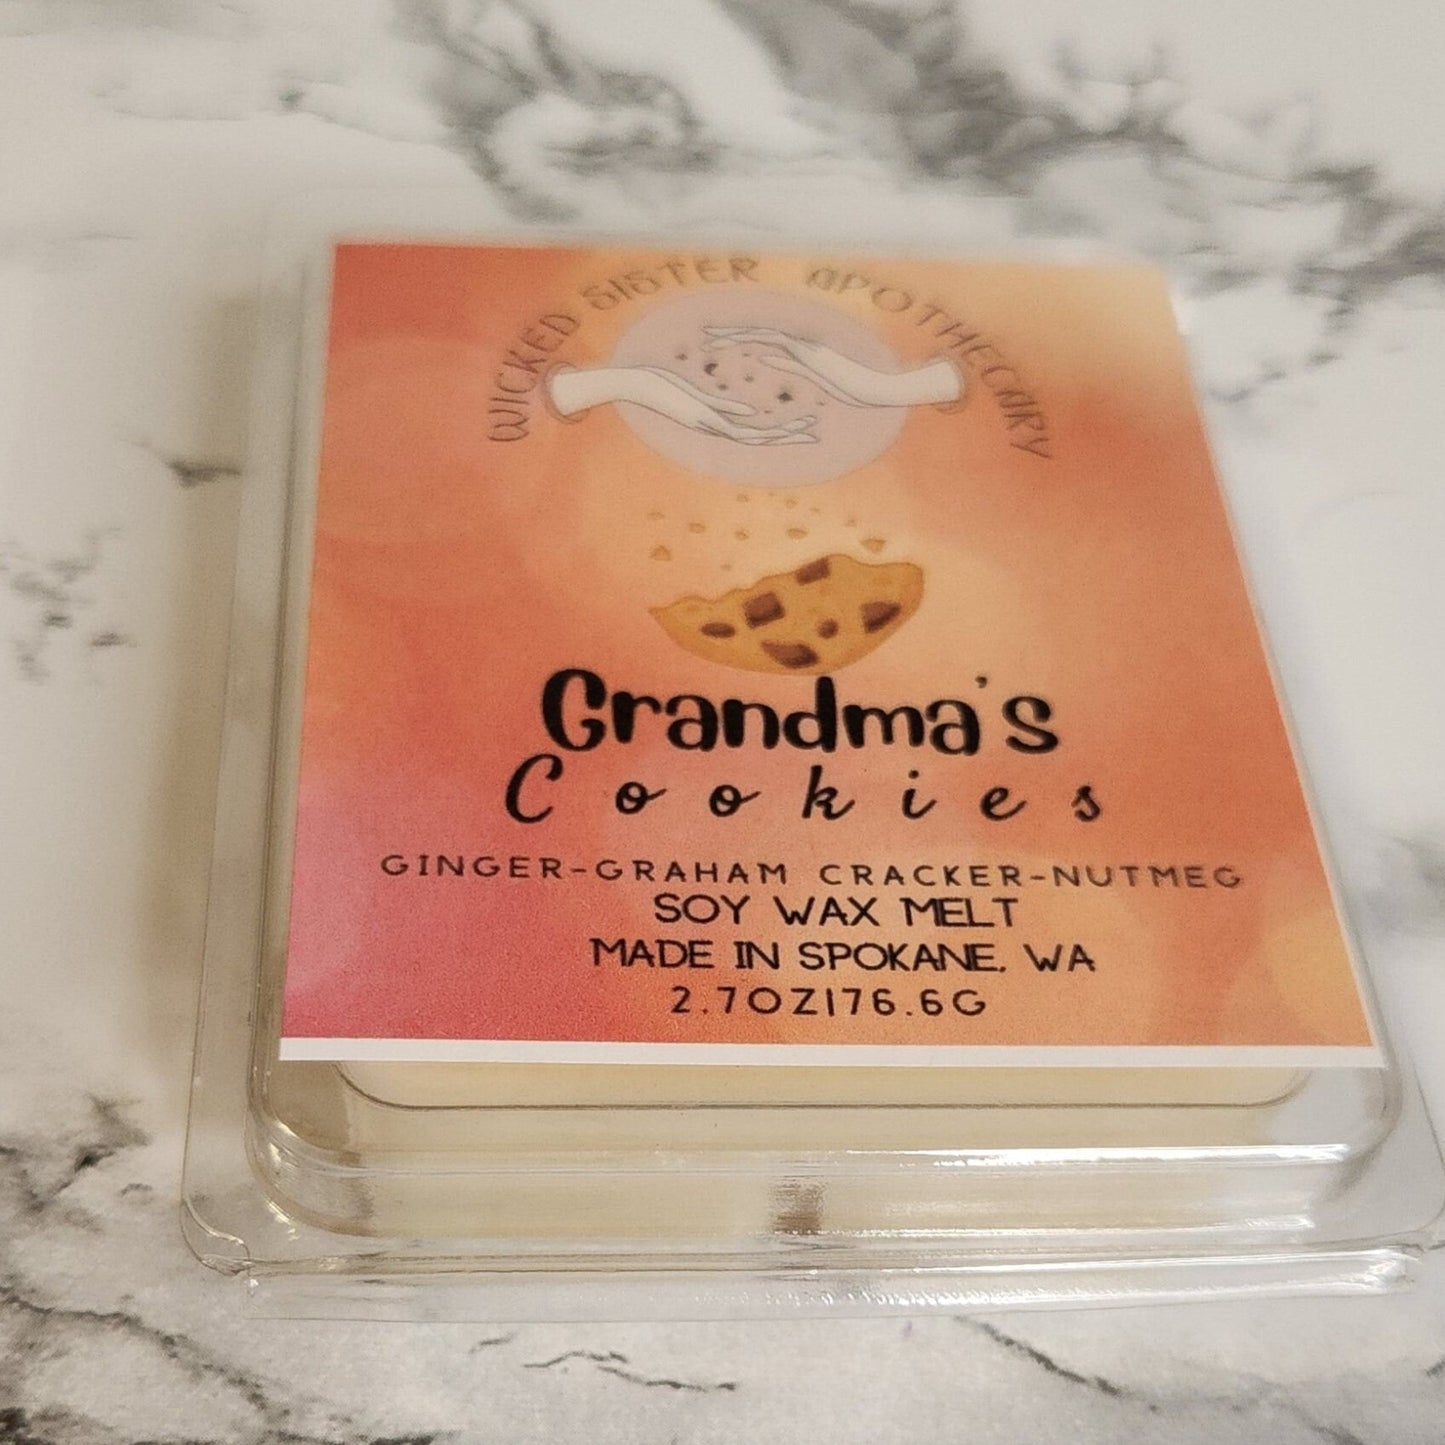 WICKED SISTER APOTHECARY
Grandma's
Cookies
GINGER-GRAHAM CRACKER-NUTMEG
SOY WAX MELT
MADE IN SPOKANE, WA
2.7OZ|76.6G